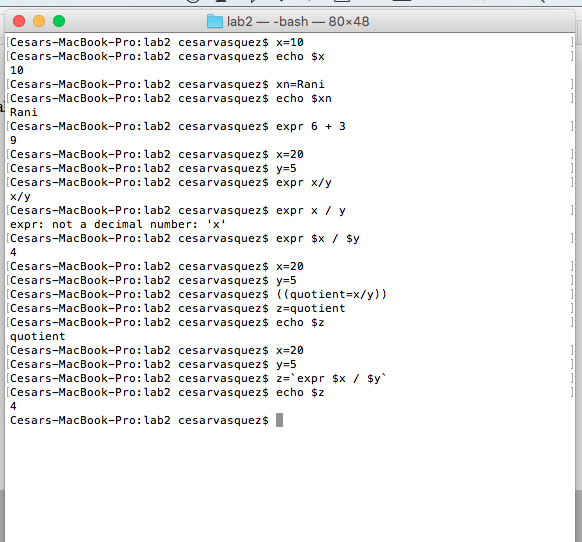 lab2 — -bash — 80×48
[Cesars-MacBook-Pro:lab2 cesarvasquez$ x=10 ]
[Cesars-MacBook-Pro:lab2 cesarvasquez$ echo $x ]
10
[Cesars-MacBook-Pro:lab2 cesarvasquez$ xn=Rani ]
[Cesars-MacBook-Pro:lab2 cesarvasquez$ echo $xn ]
Rani
[Cesars-MacBook-Pro:lab2 cesarvasquez$ expr 6 + 3 ]
9
[Cesars-MacBook-Pro:lab2 cesarvasquez$ x=20 ]
[Cesars-MacBook-Pro:lab2 cesarvasquez$ y=5 ]
[Cesars-MacBook-Pro:lab2 cesarvasquez$ expr x/y ]
x/y
[Cesars-MacBook-Pro:lab2 cesarvasquez$ expr x / y ]
expr: not a decimal number: 'x'
[Cesars-MacBook-Pro:lab2 cesarvasquez$ expr $x / $y ]
4
[Cesars-MacBook-Pro:lab2 cesarvasquez$ x=20 ]
[Cesars-MacBook-Pro:lab2 cesarvasquez$ y=5 ]
[Cesars-MacBook-Pro:lab2 cesarvasquez$ ((quotient=x/y)) ]
[Cesars-MacBook-Pro:lab2 cesarvasquez$ z=quotient ]
[Cesars-MacBook-Pro:lab2 cesarvasquez$ echo $z ]
quotient
[Cesars-MacBook-Pro:lab2 cesarvasquez$ x=20 ]
[Cesars-MacBook-Pro:lab2 cesarvasquez$ y=5 ]
[Cesars-MacBook-Pro:lab2 cesarvasquez$ z=`expr $x / $y` ]
[Cesars-MacBook-Pro:lab2 cesarvasquez$ echo $z ]
4
Cesars-MacBook-Pro:lab2 cesarvasquez$